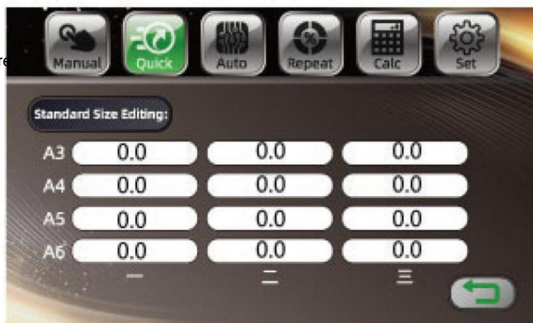 re
Manual Quick Auto Repeat Calc Set
Standard Size Editing:
A3 0.0 0.0 0.0
A4 0.0 0.0 0.0
A5 0.0 0.0 0.0
A6 0.0 0.0 0.0
一 二 三